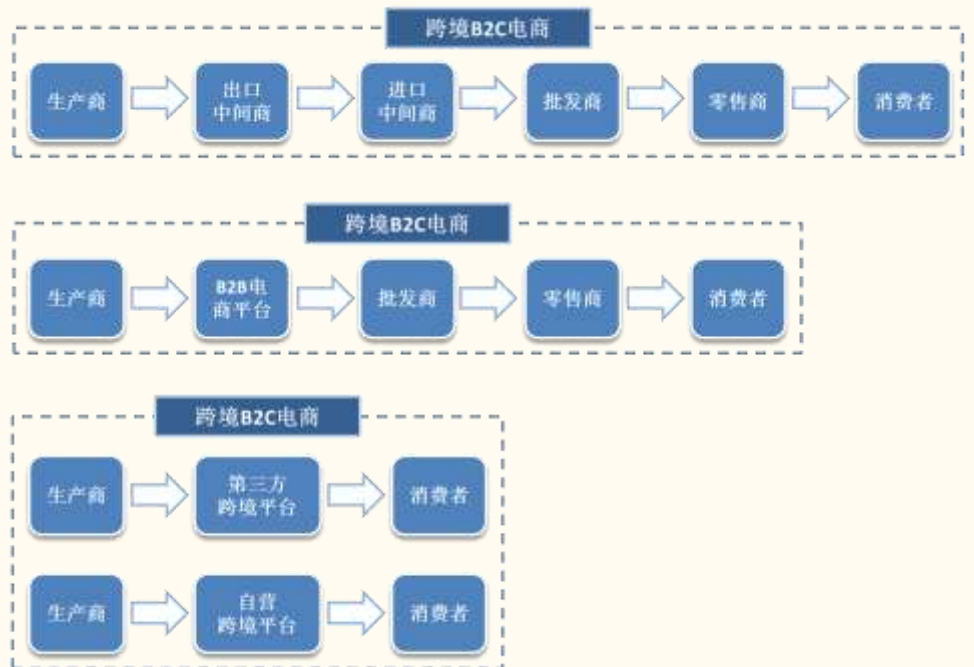 跨境B2C电商
生产商
出口
中间商
进口
中间商
批发商
零售商
消费者
跨境B2C电商
生产商
B2B电
商平台
批发商
零售商
消费者
跨境B2C电商
生产商
第三方
跨境平台
消费者
生产商
自营
跨境平台
消费者